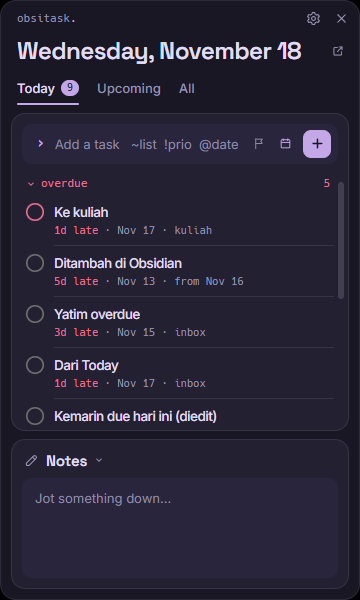 obsitask.
Wednesday, November 18
Today 9 Upcoming All
Add a task ~list !prio @date
overdue 5
Ke kuliah
1d late · Nov 17 · kuliah
Ditambah di Obsidian
5d late · Nov 13 · from Nov 16
Yatim overdue
3d late · Nov 15 · inbox
Dari Today
1d late · Nov 17 · inbox
Kemarin due hari ini (diedit)
Notes
Jot something down...